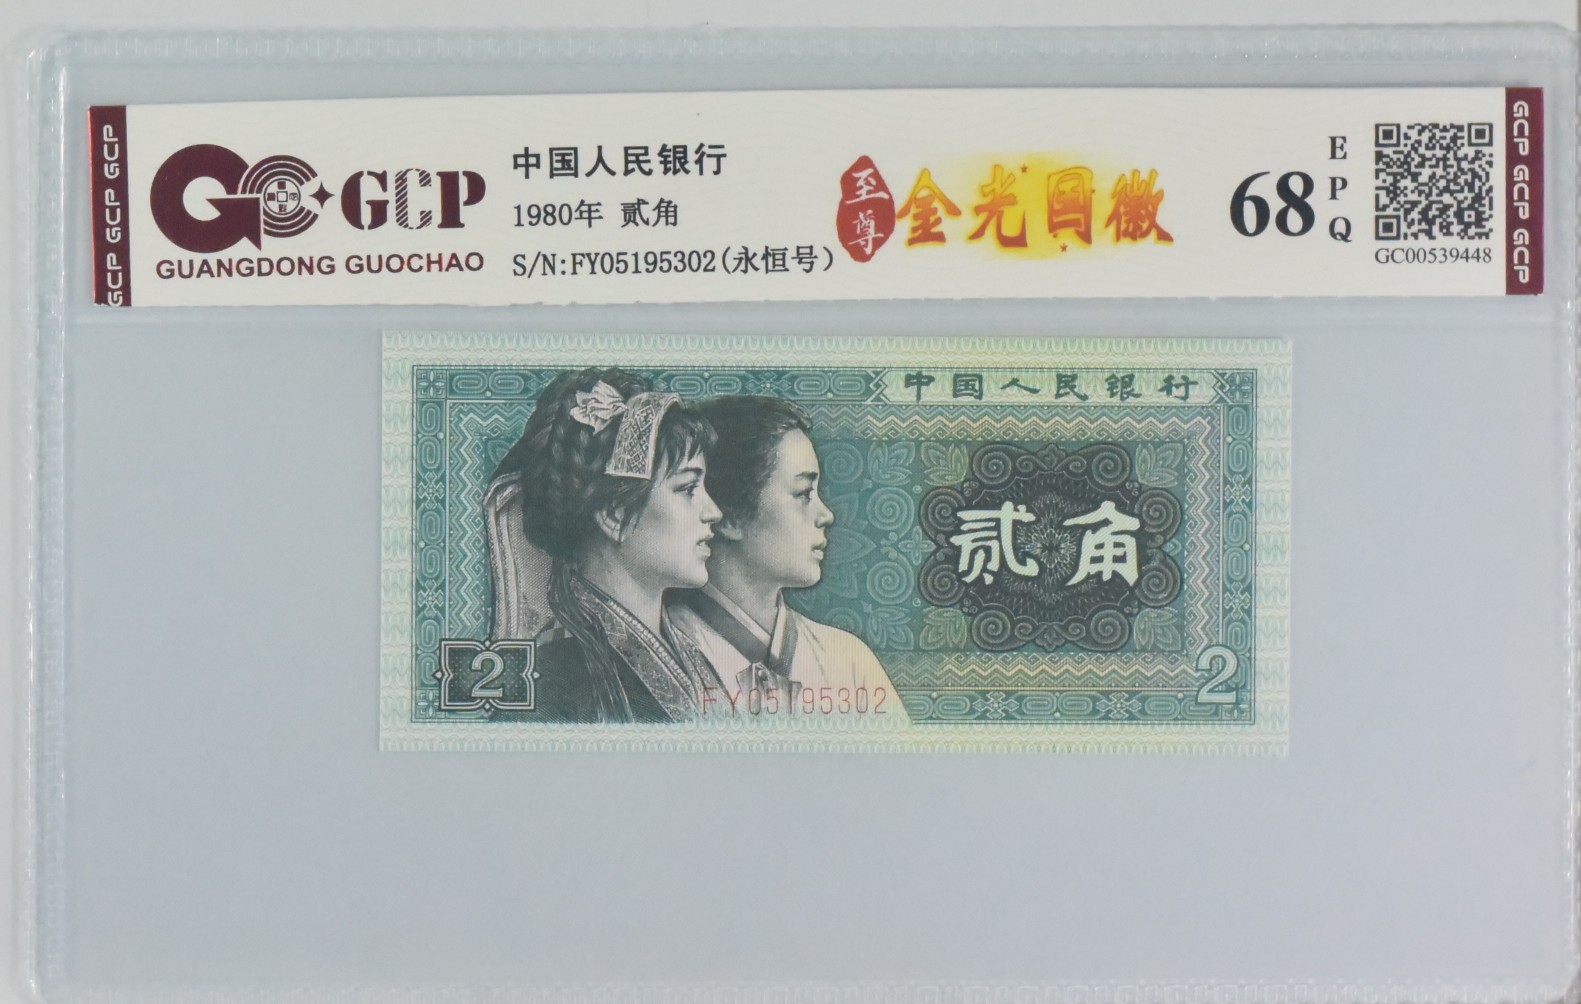 GCP GCP GCP
GCP
GUANGDONG GUOCHAO
中国人民银行
1980年 贰角
S/N:FY05195302(永恒号)
至尊
金光国徽
68
EPQ
GC00539448
GCP GCP GCP
中国人民银行
贰角
2
2
FY05195302